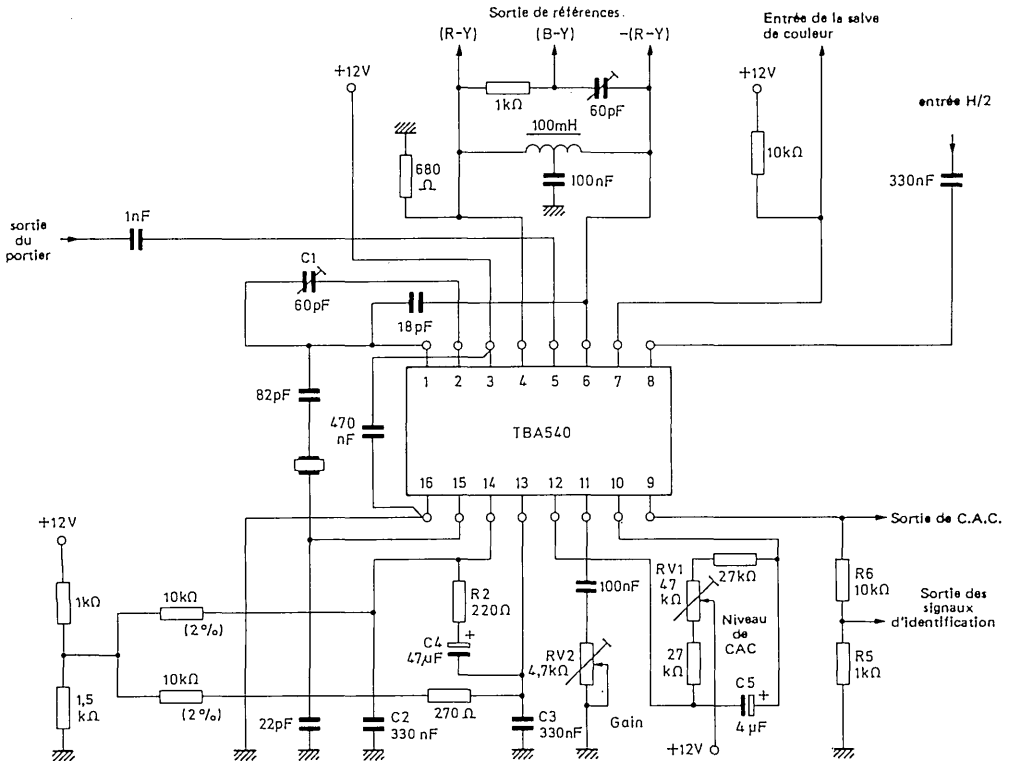 Sortie de références.
(R-Y)
(B-Y)
-(R-Y)
Entrée de la salve
de couleur
+12V
1kΩ
60pF
+12V
entrée H/2
100mH
680
Ω
100nF
10kΩ
330nF
sortie
du
portier
1nF
C1
60pF
18pF
1 2 3 4 5 6 7 8
82pF
470
nF
TBA540
16 15 14 13 12 11 10 9
+12V
Sortie de C.A.C.
1kΩ
10kΩ
(2%)
R2
220Ω
C4
+
47µF
100nF
RV1
47
kΩ
27kΩ
R6
10kΩ
Sortie des
signaux
d'identification
Niveau
de
CAC
RV2
4,7kΩ
27
kΩ
R5
1kΩ
1,5
kΩ
10kΩ
(2%)
270Ω
22pF
C2
330nF
C3
330nF
Gain
C5
+
4µF
+12V